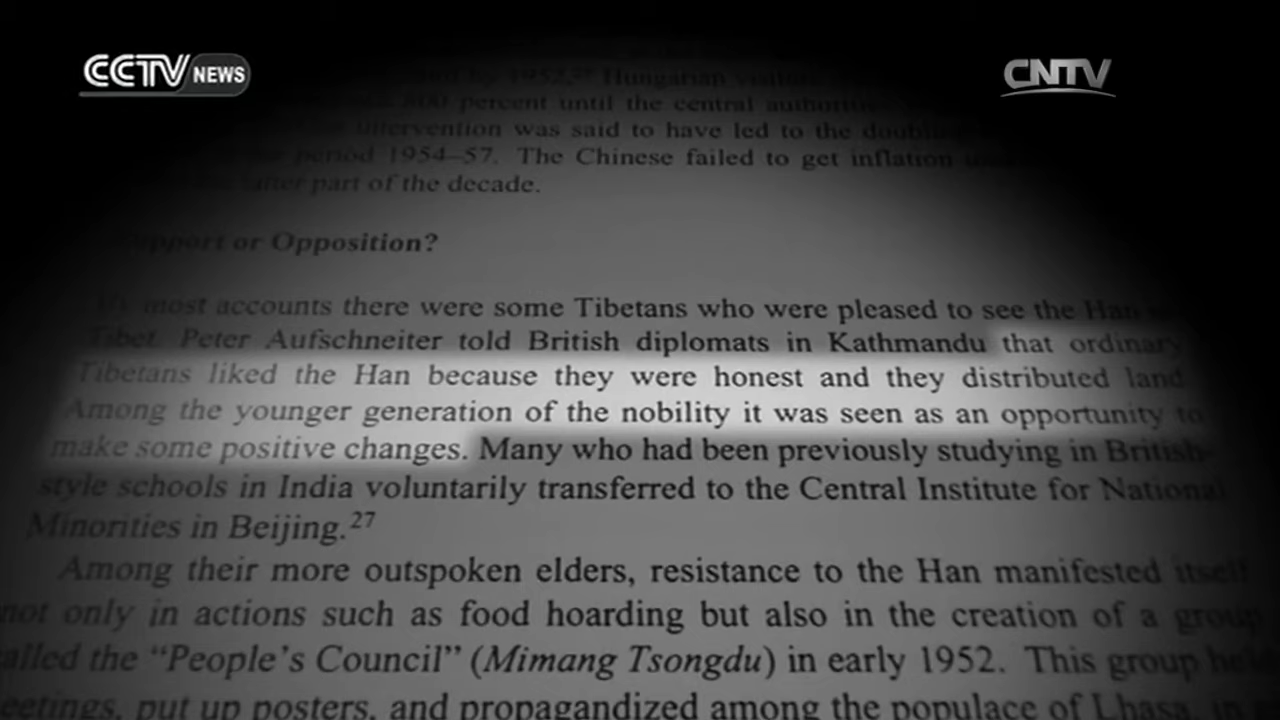 CCTV NEWS
CNTV
by 1952. Hungarian
percent until the central
intervention was said to have led to the
period 1954–57. The Chinese failed to get inflation
latter part of the decade.
Support or Opposition?
most accounts there were some Tibetans who were pleased to see the Han
Tibet. Peter Aufschneiter told British diplomats in Kathmandu that ordinary
Tibetans liked the Han because they were honest and they distributed land.
Among the younger generation of the nobility it was seen as an opportunity to
make some positive changes. Many who had been previously studying in British-
style schools in India voluntarily transferred to the Central Institute for National
Minorities in Beijing.27
Among their more outspoken elders, resistance to the Han manifested itself
not only in actions such as food hoarding but also in the creation of a group
called the “People’s Council” (Mimang Tsongdu) in early 1952. This group
meetings, put up posters, and propagandized among the populace of Lhasa, in